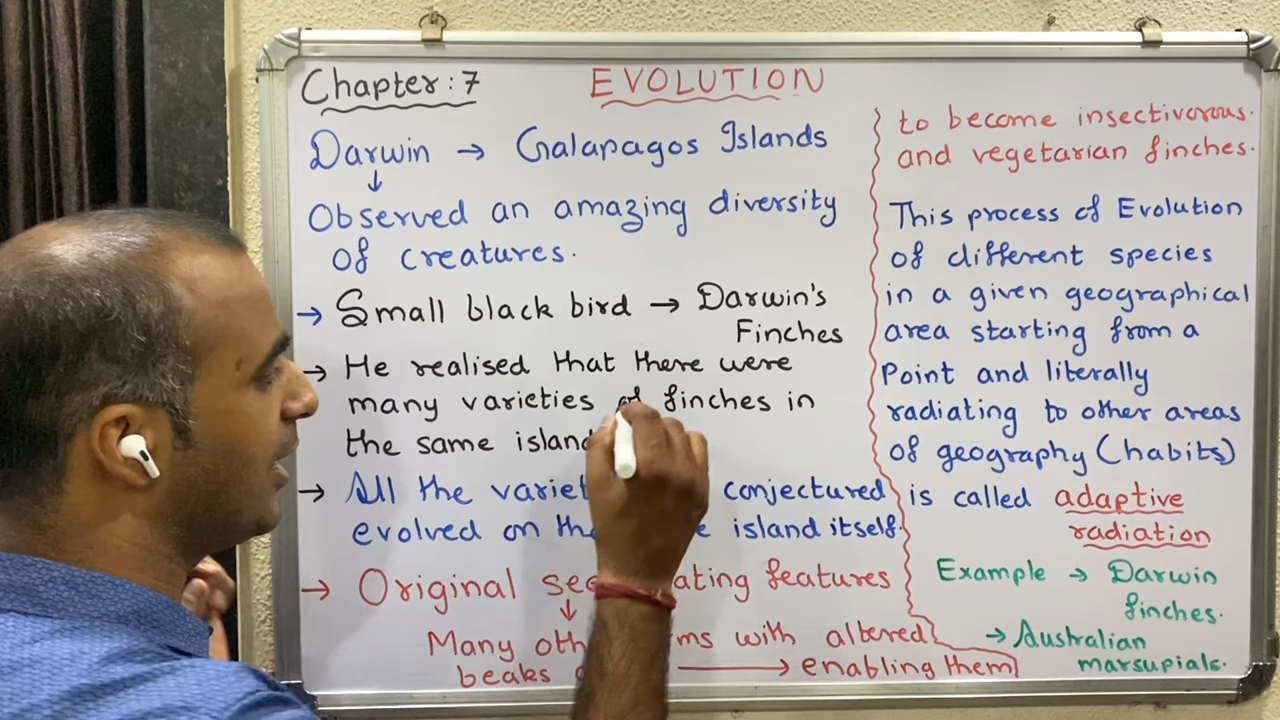 Chapter: 7
EVOLUTION
Darwin → Galapagos Islands
↓
Observed an amazing diversity
of creatures.
→ Small black bird → Darwin's
Finches
→ He realised that there were
many varieties of finches in
the same island
→ All the conjectured
evolved on island itself.
→ Original features
↓
Many with altered
beaks → enabling them
to become insectivorous.
and vegetarian finches.
This process of Evolution
of different species
in a given geographical
area starting from a
Point and literally
radiating to other areas
of geography (habits)
is called adaptive
radiation
Example → Darwin
finches.
→ Australian
marsupials.